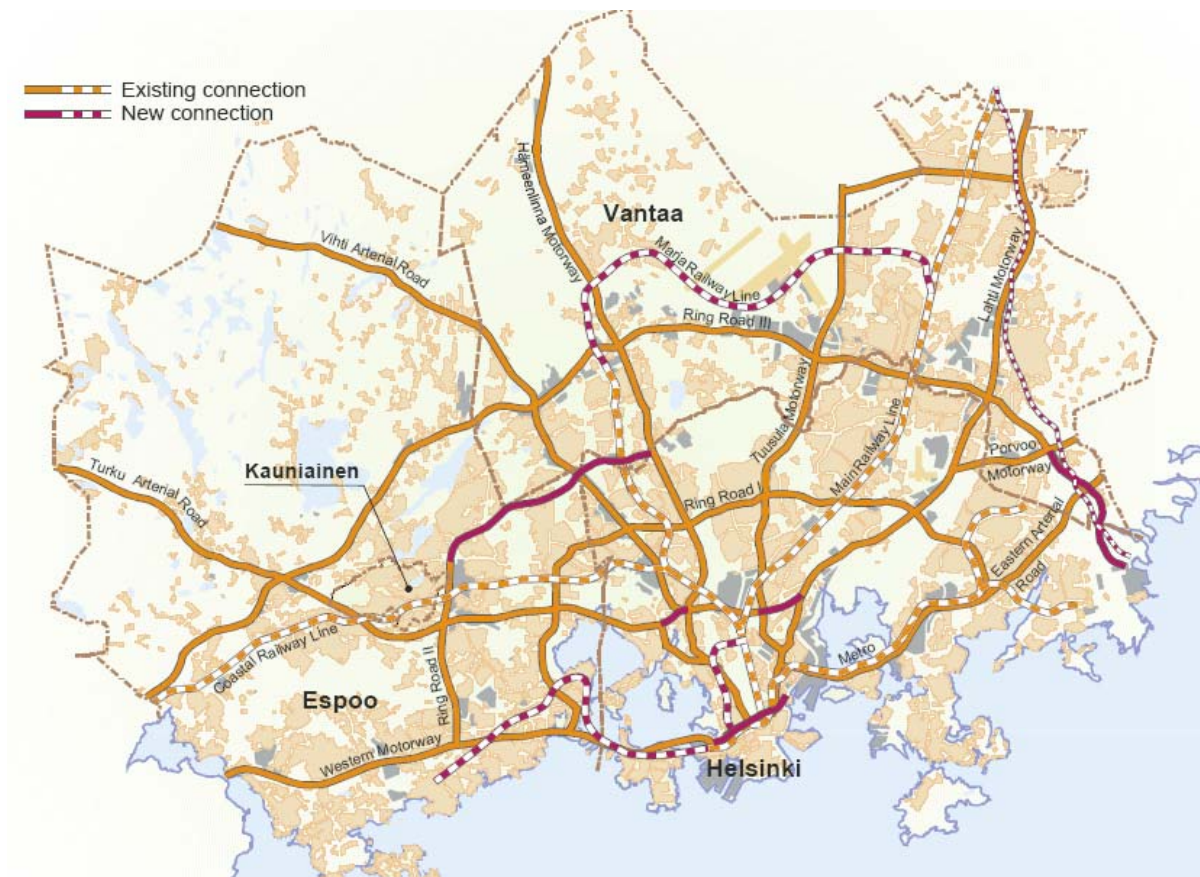 Existing connection
New connection
Hämeenlinna Motorway
Vantaa
Vihti Arterial Road
Marja Railway Line
Lahti Motorway
Ring Road III
Tuusula Motorway
Main Railway Line
Kauniainen
Turku Arterial Road
Porvoo
Motorway
Ring Road I
Eastern Arterial
Road
Coastal Railway Line
Metro
Ring Road II
Espoo
Western Motorway
Helsinki